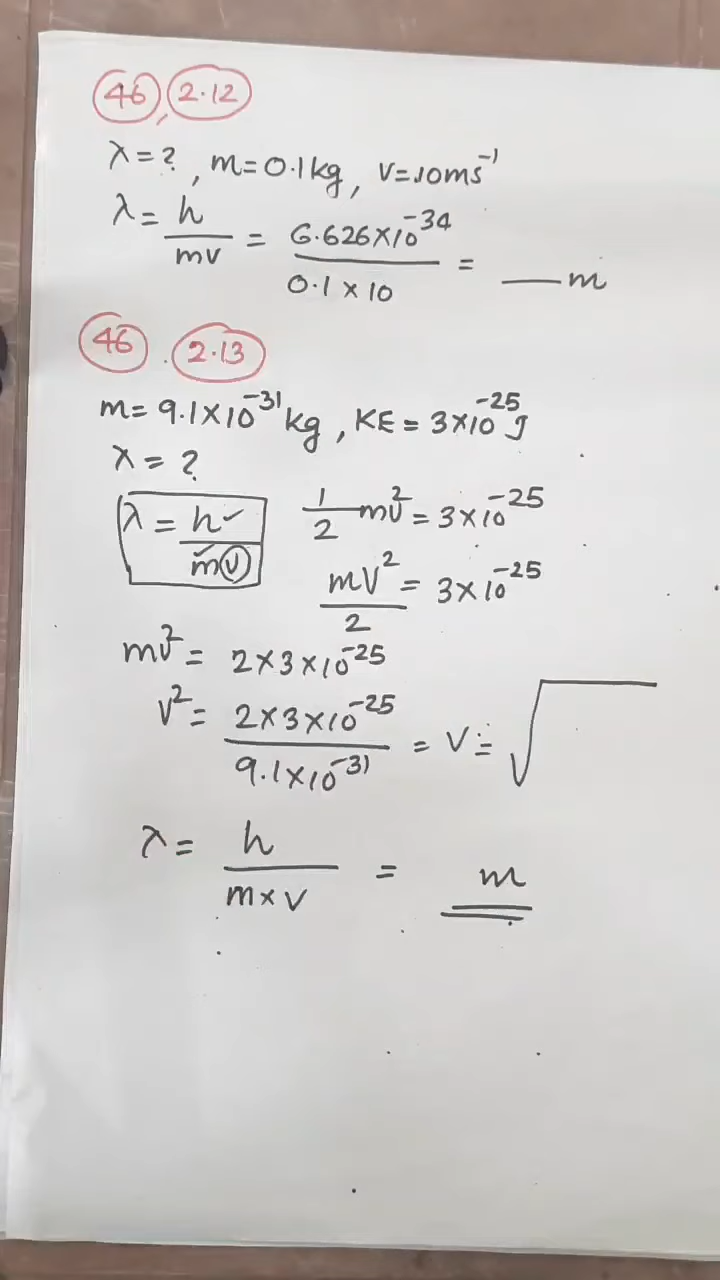 46, 2.12
λ = ?, m = 0.1 kg, V = 10 ms⁻¹
λ = h/mv = 6.626×10⁻³⁴/0.1 × 10 = __ m
46 . 2.13
m = 9.1×10⁻³¹ kg, KE = 3×10⁻²⁵ J
λ = ?
λ = h✓/m✓v 1/2 mv² = 3×10⁻²⁵
mv²/2 = 3×10⁻²⁵
mv² = 2×3×10⁻²⁵
v² = 2×3×10⁻²⁵/9.1×10⁻³¹ = v = √
λ = h/m×v = __ m